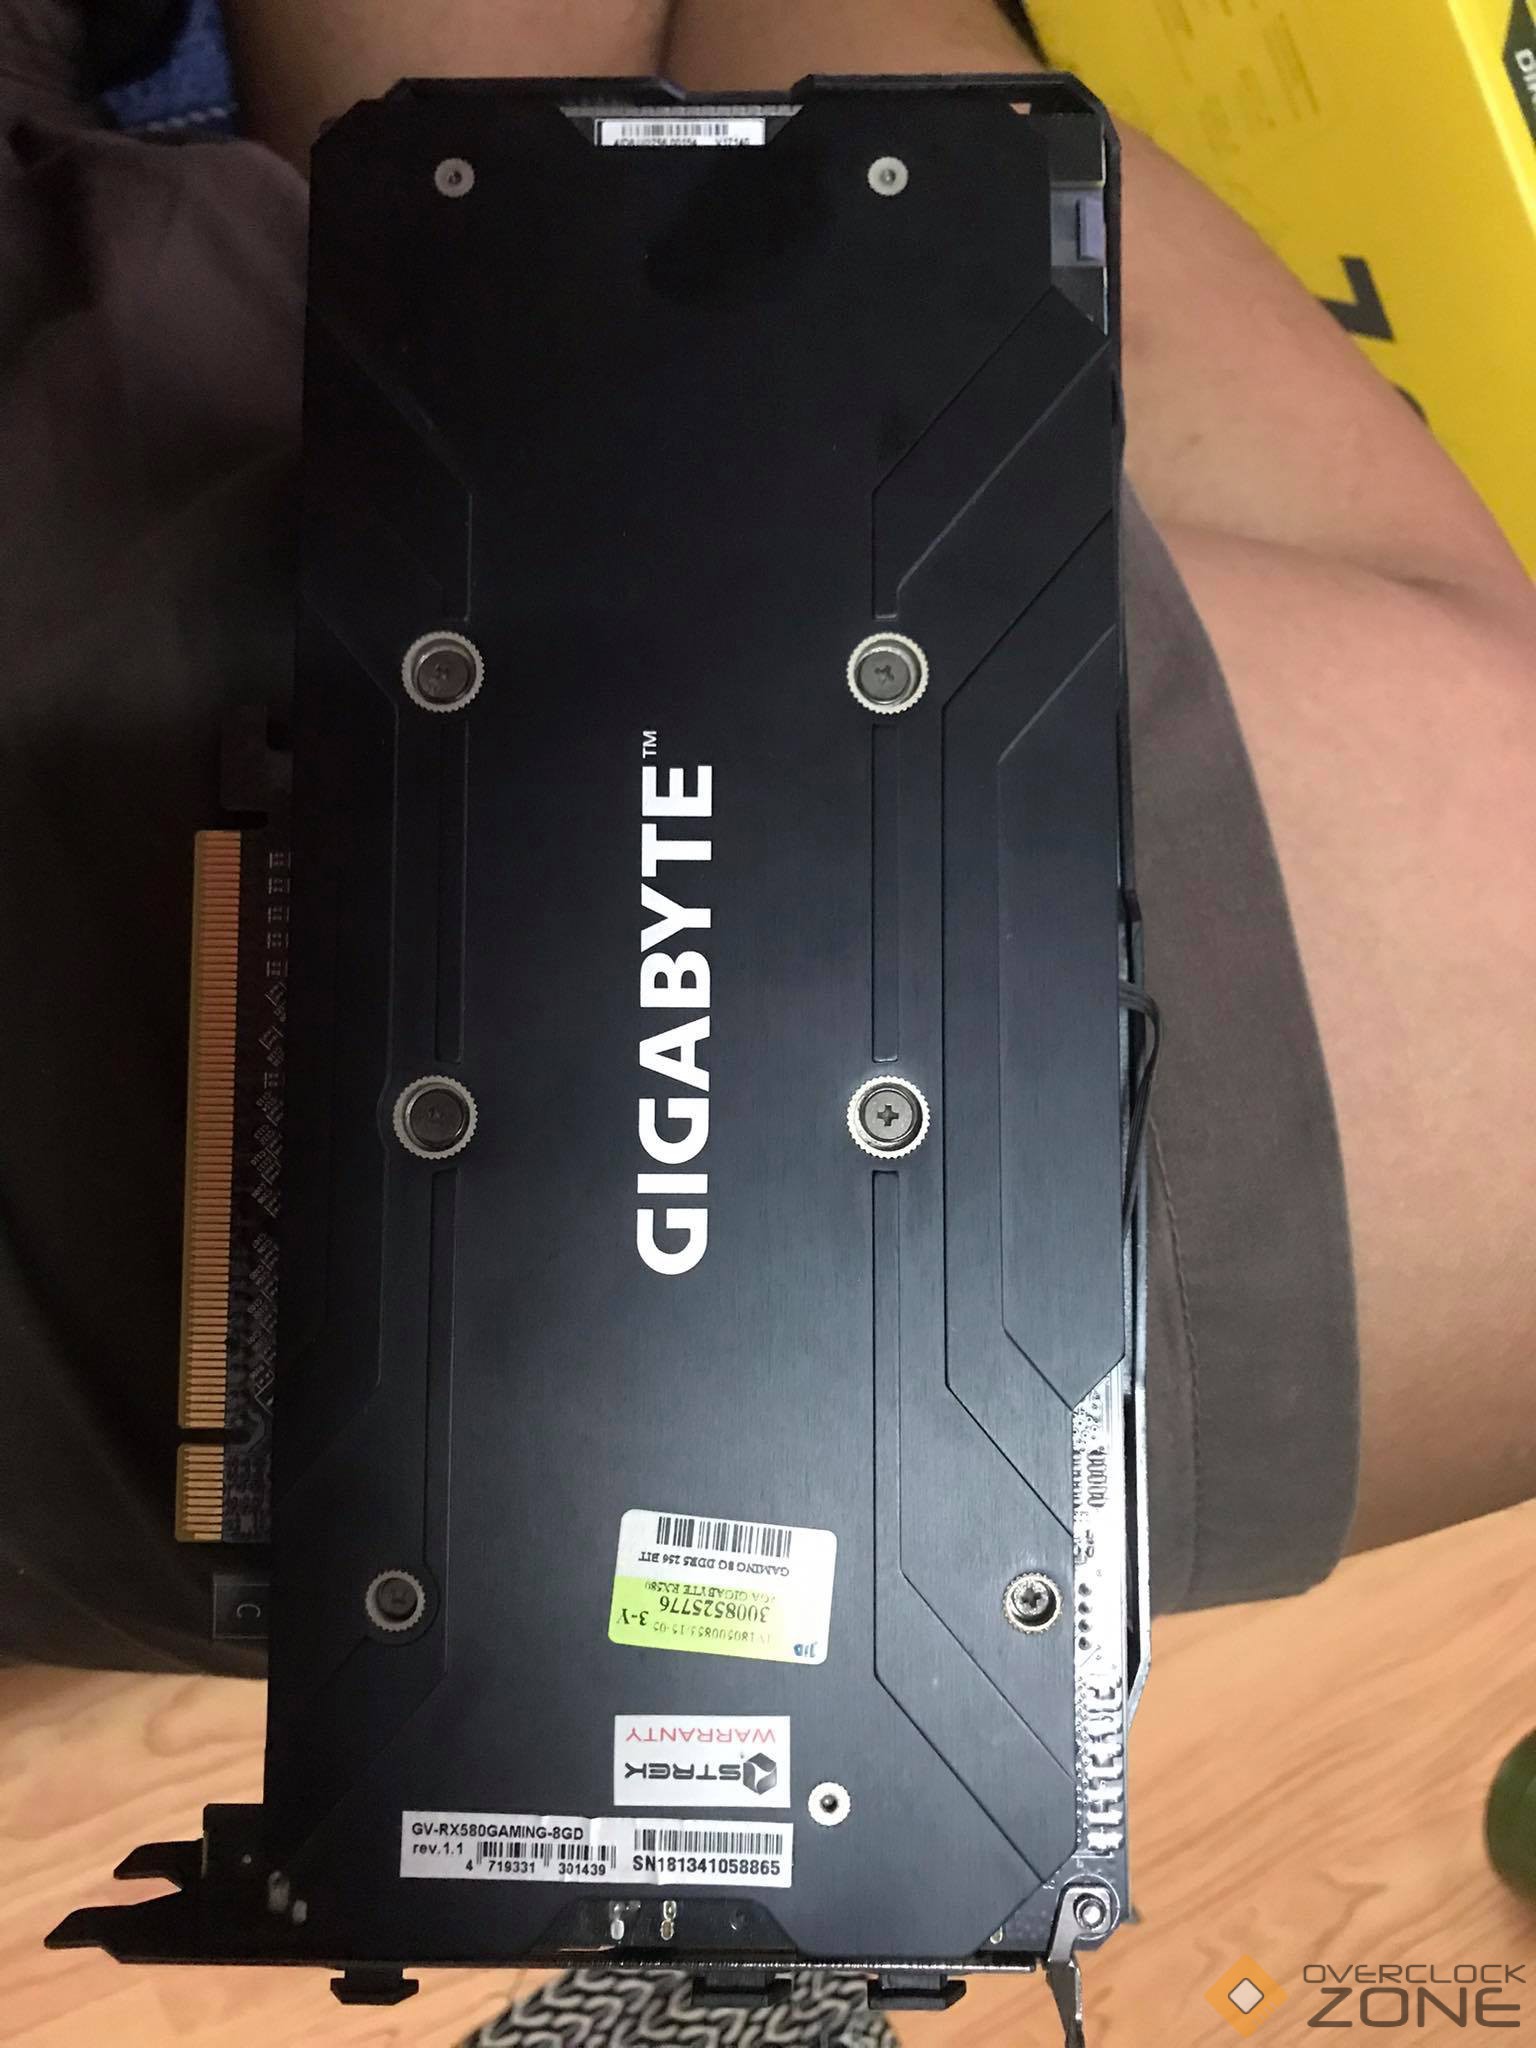 GIGABYTE™
GAMING 8G DDR5 256 BIT
GIGABYTE RX580
3008525776
3-Y
JIB
WARRANTY
STREK
GV-RX580GAMING-8GD
rev.1.1
4 719331 301439
SN181341058865
C
OVERCLOCK
ZONE